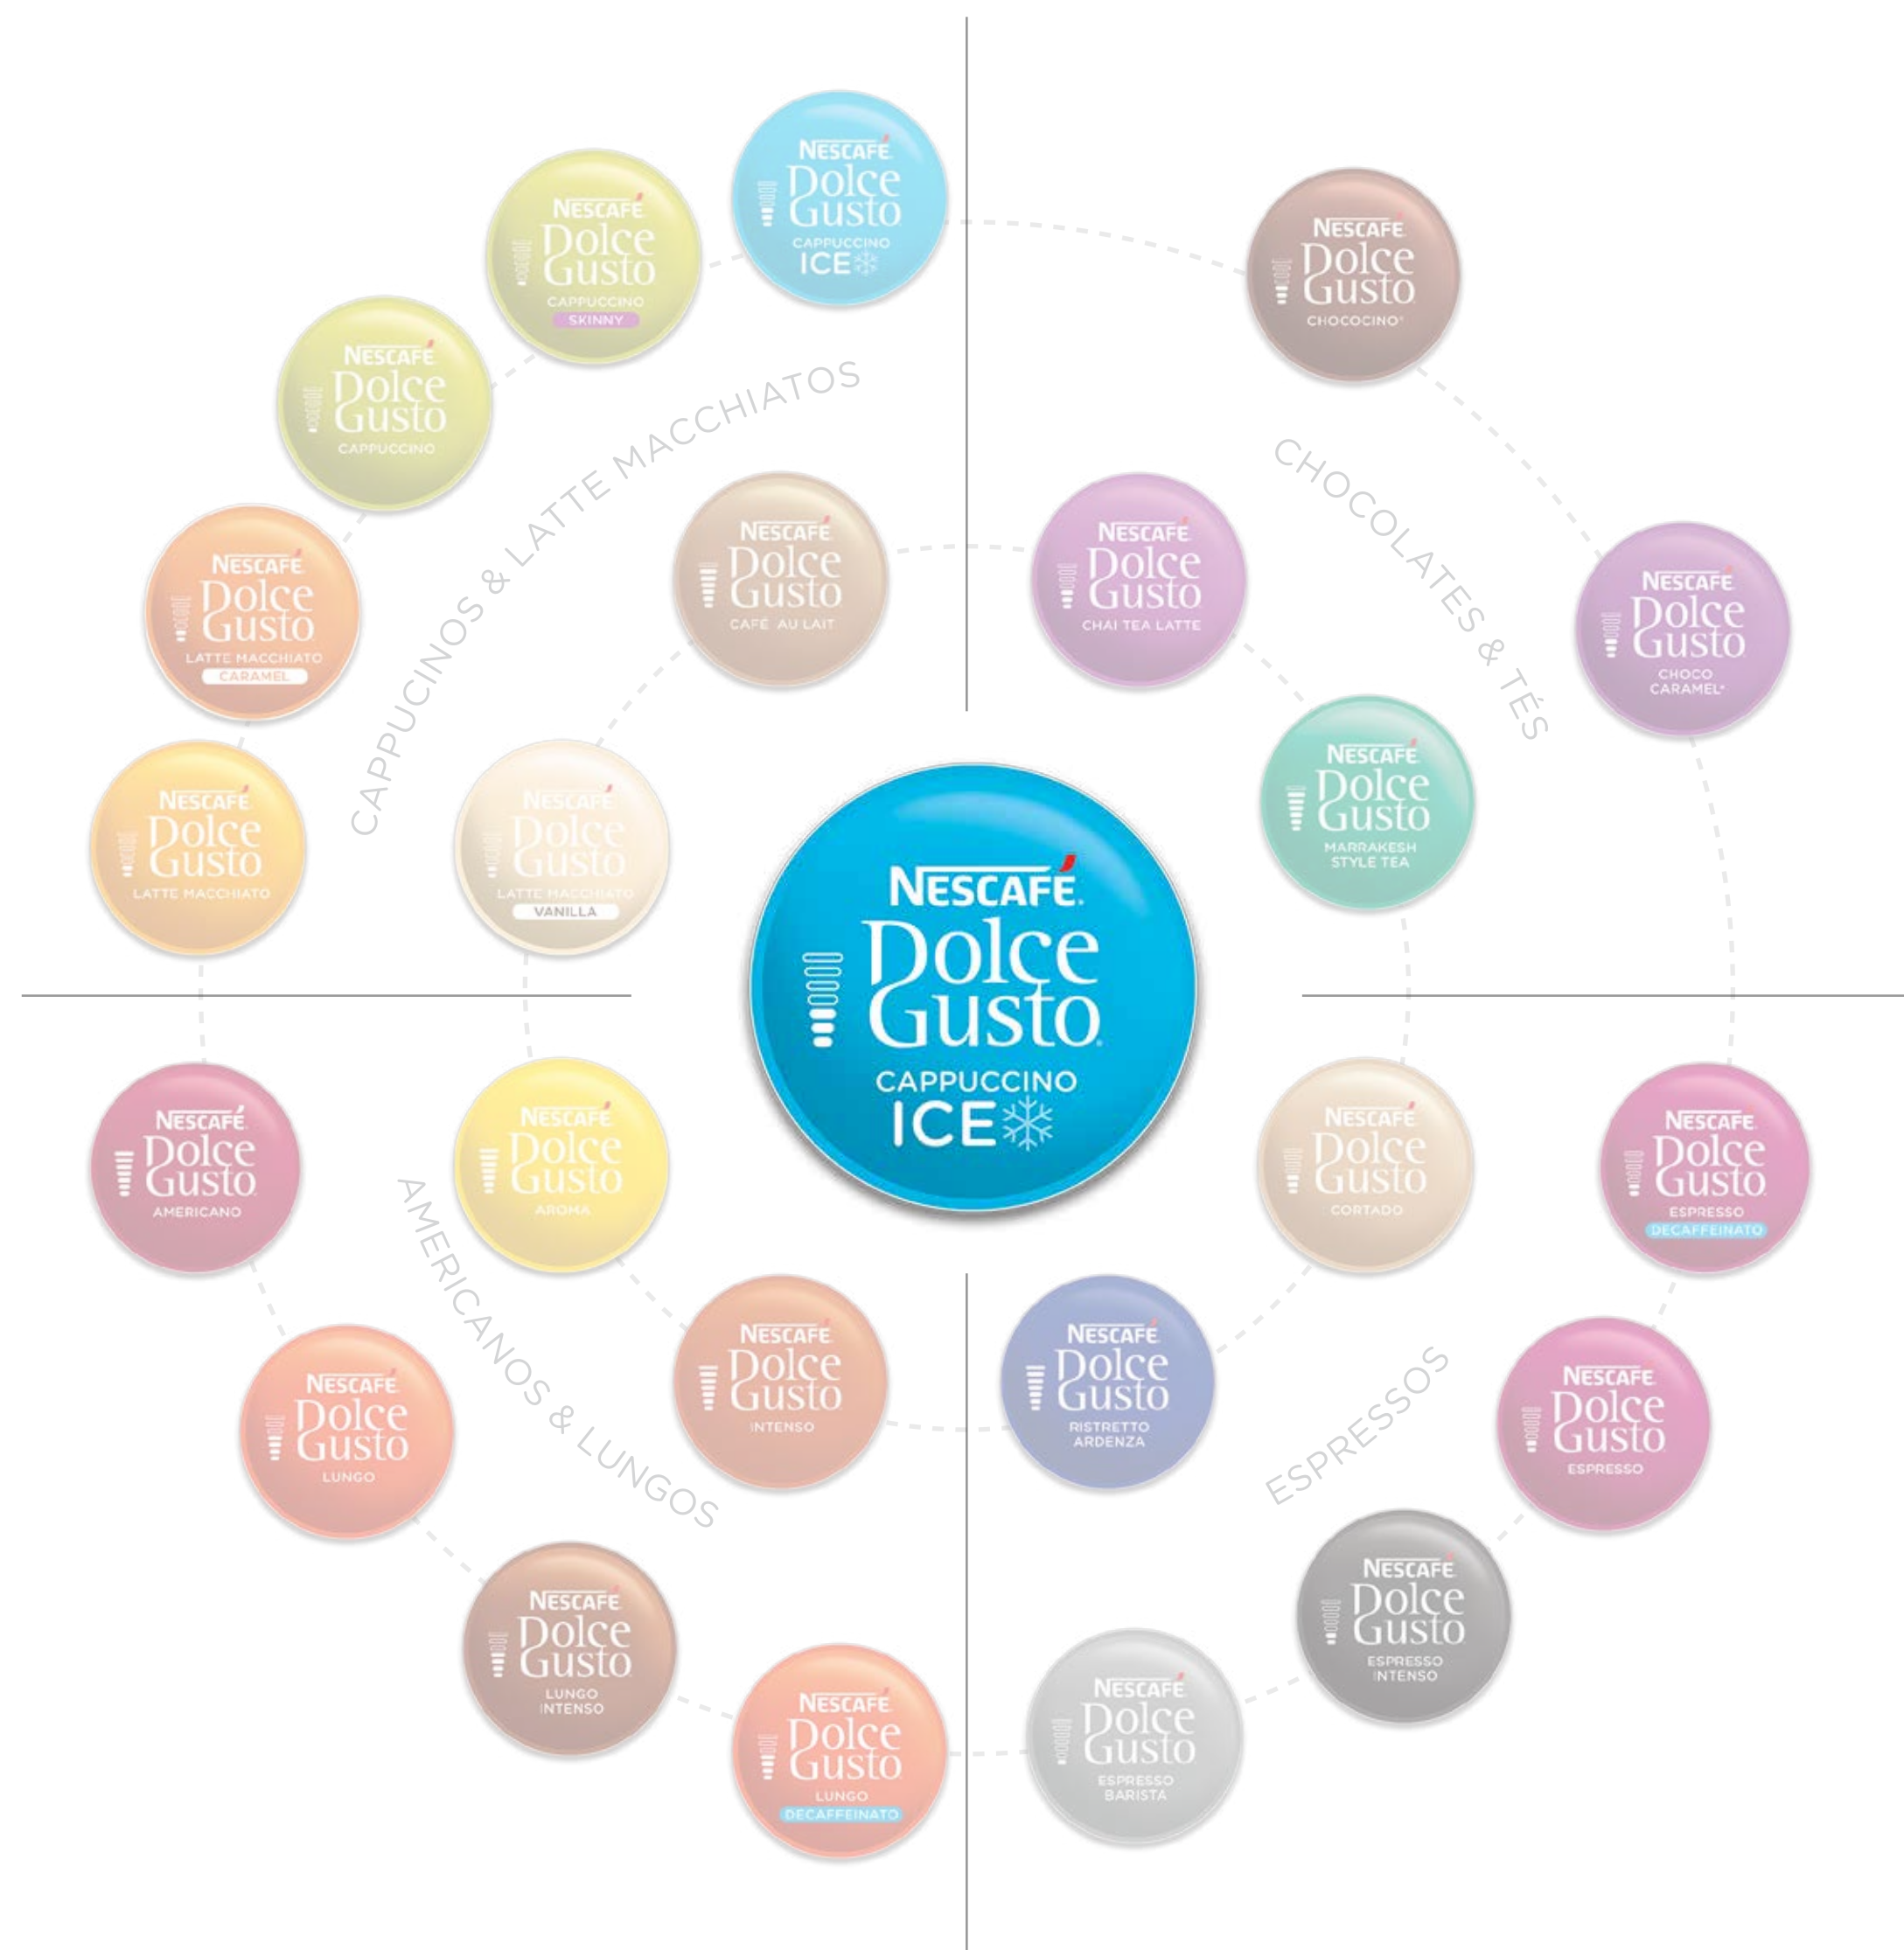 NESCAFÉ
Dolce
Gusto
CAPPUCCINO
ICE
NESCAFÉ
Dolce
Gusto
CAPPUCCINO
SKINNY
NESCAFÉ
Dolce
Gusto
CAPPUCCINO
NESCAFÉ
Dolce
Gusto
LATTE MACCHIATO
CARAMEL
NESCAFÉ
Dolce
Gusto
LATTE MACCHIATO
CAPPUCINOS & LATTE MACCHIATOS
NESCAFÉ
Dolce
Gusto
CAFÉ AU LAIT
NESCAFÉ
Dolce
Gusto
LATTE MACCHIATO
VANILLA
NESCAFÉ
Dolce
Gusto
CHOCOCINO®
CHOCOLATES & TÉS
NESCAFÉ
Dolce
Gusto
CHAI TEA LATTE
NESCAFÉ
Dolce
Gusto
CHOCO
CARAMEL®
NESCAFÉ
Dolce
Gusto
MARRAKESH
STYLE TEA
NESCAFÉ®
Dolce
Gusto®
CAPPUCCINO
ICE
NESCAFÉ
Dolce
Gusto
AMERICANO
NESCAFÉ
Dolce
Gusto
AROMA
AMERICANOS & LUNGOS
NESCAFÉ
Dolce
Gusto
LUNGO
NESCAFÉ
Dolce
Gusto
INTENSO
NESCAFÉ
Dolce
Gusto
LUNGO
INTENSO
NESCAFÉ
Dolce
Gusto
LUNGO
DECAFFEINATO
NESCAFÉ
Dolce
Gusto
CORTADO
NESCAFÉ
Dolce
Gusto
ESPRESSO
DECAFFEINATO
NESCAFÉ
Dolce
Gusto
RISTRETTO
ARDENZA
ESPRESSOS
NESCAFÉ
Dolce
Gusto
ESPRESSO
NESCAFÉ
Dolce
Gusto
ESPRESSO
INTENSO
NESCAFÉ
Dolce
Gusto
ESPRESSO
BARISTA